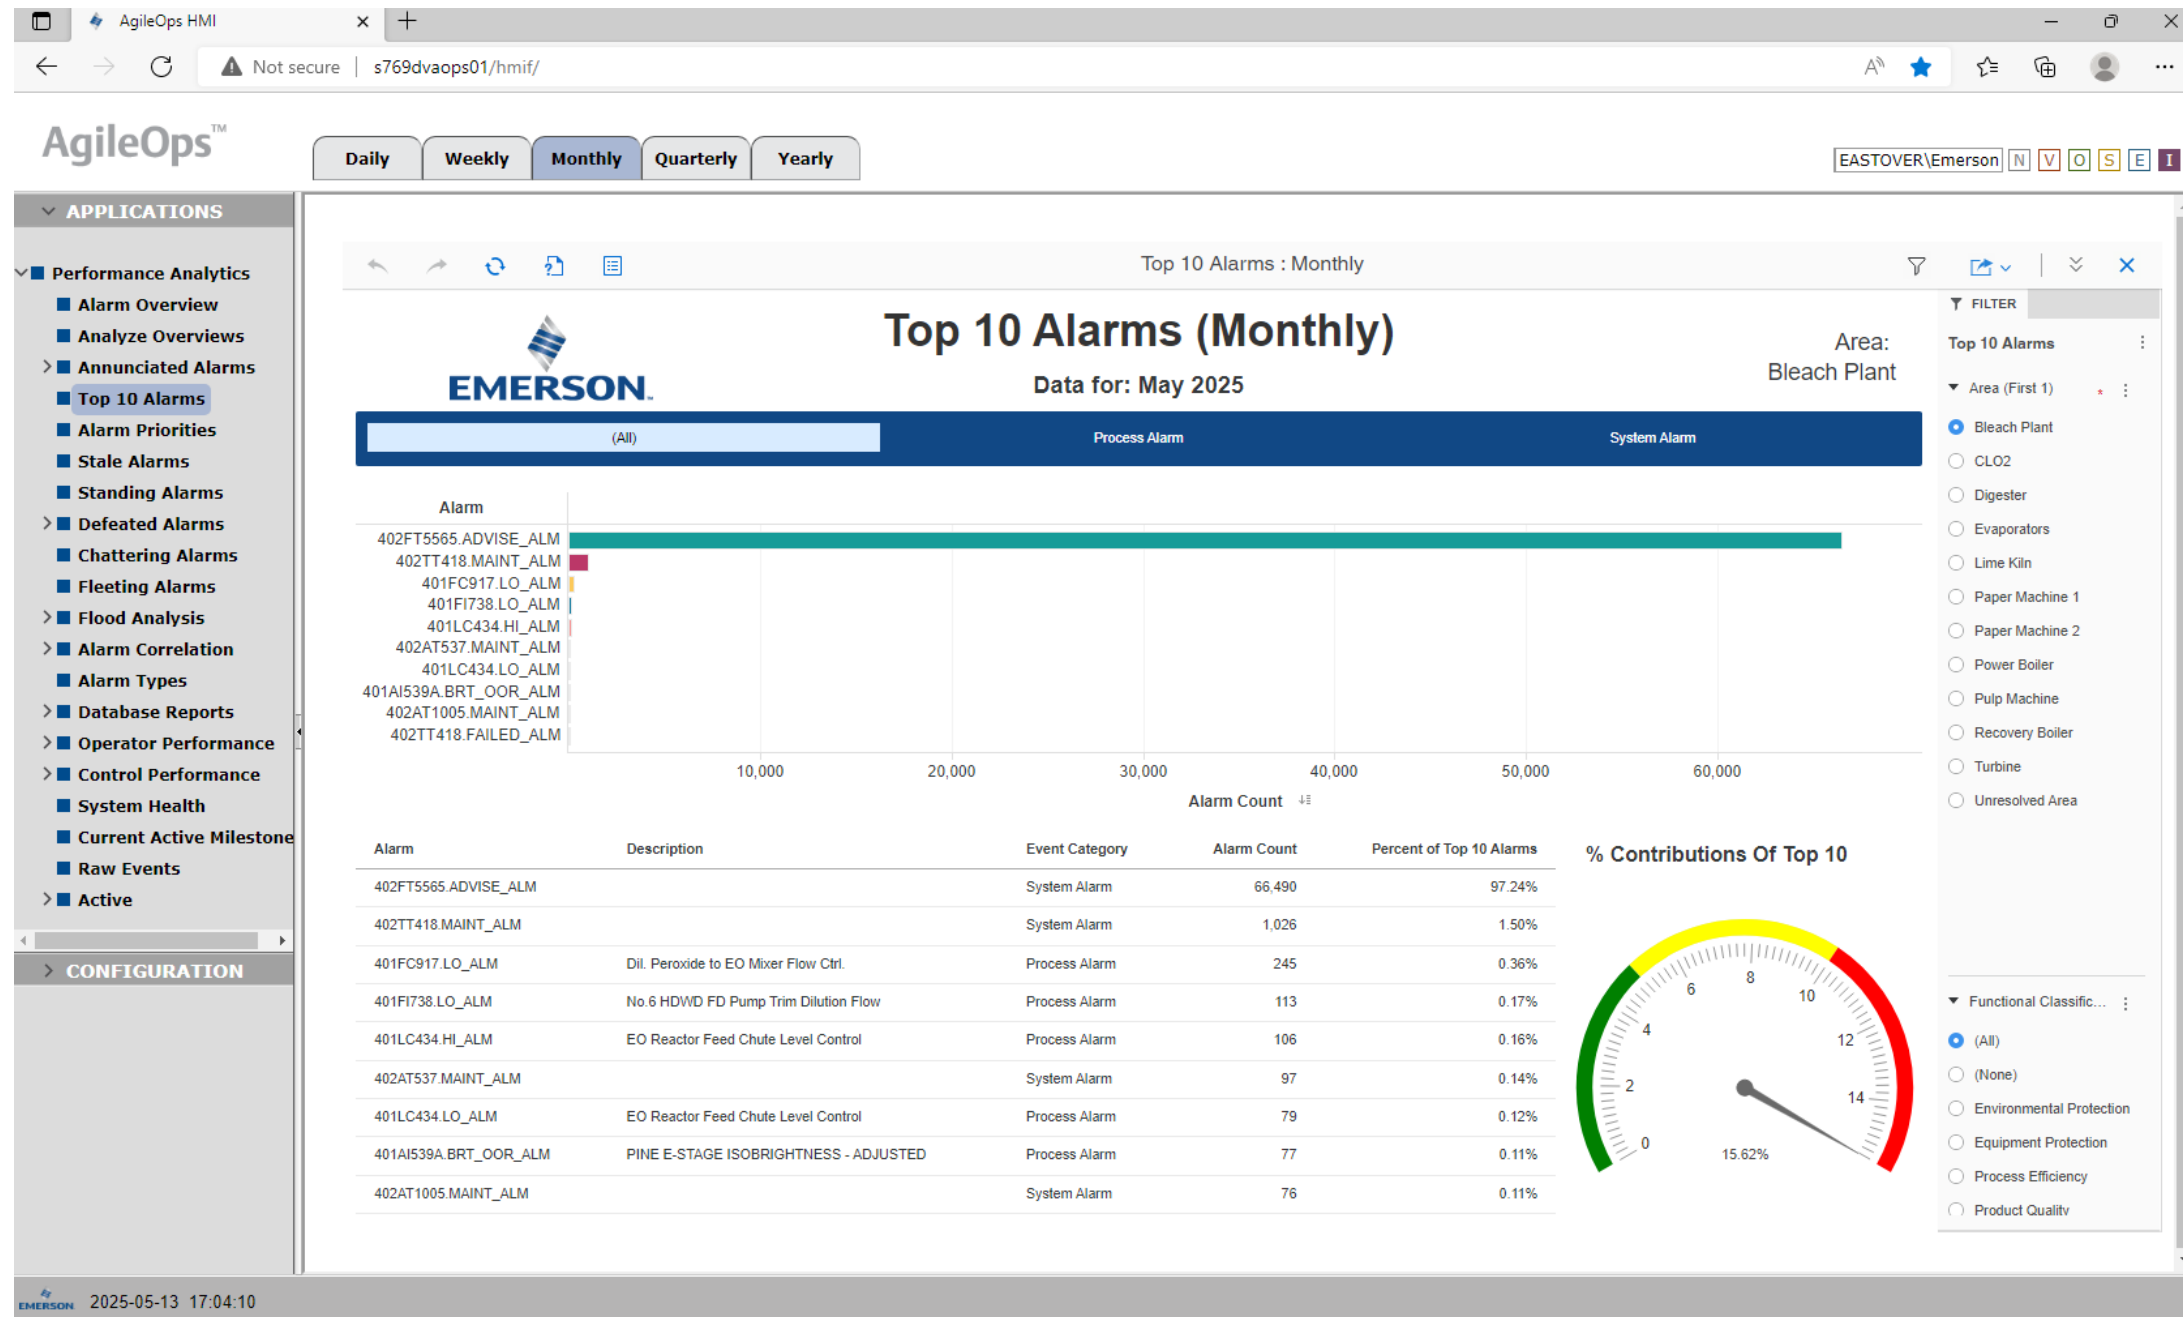 AgileOps HMI
Not secure | s769dvaops01/hmif/
AgileOps™
Daily Weekly Monthly Quarterly Yearly
EASTOVER\Emerson N V O S E I
APPLICATIONS
Performance Analytics
Alarm Overview
Analyze Overviews
Annunciated Alarms
Top 10 Alarms
Alarm Priorities
Stale Alarms
Standing Alarms
Defeated Alarms
Chattering Alarms
Fleeting Alarms
Flood Analysis
Alarm Correlation
Alarm Types
Database Reports
Operator Performance
Control Performance
System Health
Current Active Milestone
Raw Events
Active
CONFIGURATION
Top 10 Alarms : Monthly
EMERSON
Top 10 Alarms (Monthly)
Data for: May 2025
Area:
Bleach Plant
(All) Process Alarm System Alarm
Alarm
402FT5565.ADVISE_ALM
402TT418.MAINT_ALM
401FC917.LO_ALM
401FI738.LO_ALM
401LC434.HI_ALM
402AT537.MAINT_ALM
401LC434.LO_ALM
401AI539A.BRT_OOR_ALM
402AT1005.MAINT_ALM
402TT418.FAILED_ALM
10,000 20,000 30,000 40,000 50,000 60,000
Alarm Count
Alarm Description Event Category Alarm Count Percent of Top 10 Alarms
402FT5565.ADVISE_ALM System Alarm 66,490 97.24%
402TT418.MAINT_ALM System Alarm 1,026 1.50%
401FC917.LO_ALM Dil. Peroxide to EO Mixer Flow Ctrl. Process Alarm 245 0.36%
401FI738.LO_ALM No.6 HDWD FD Pump Trim Dilution Flow Process Alarm 113 0.17%
401LC434.HI_ALM EO Reactor Feed Chute Level Control Process Alarm 106 0.16%
402AT537.MAINT_ALM System Alarm 97 0.14%
401LC434.LO_ALM EO Reactor Feed Chute Level Control Process Alarm 79 0.12%
401AI539A.BRT_OOR_ALM PINE E-STAGE ISOBRIGHTNESS - ADJUSTED Process Alarm 77 0.11%
402AT1005.MAINT_ALM System Alarm 76 0.11%
% Contributions Of Top 10
0 2 4 6 8 10 12 14
15.62%
FILTER
Top 10 Alarms
Area (First 1) *
Bleach Plant
CLO2
Digester
Evaporators
Lime Kiln
Paper Machine 1
Paper Machine 2
Power Boiler
Pulp Machine
Recovery Boiler
Turbine
Unresolved Area
Functional Classific...
(All)
(None)
Environmental Protection
Equipment Protection
Process Efficiency
Product Quality
EMERSON 2025-05-13 17:04:10